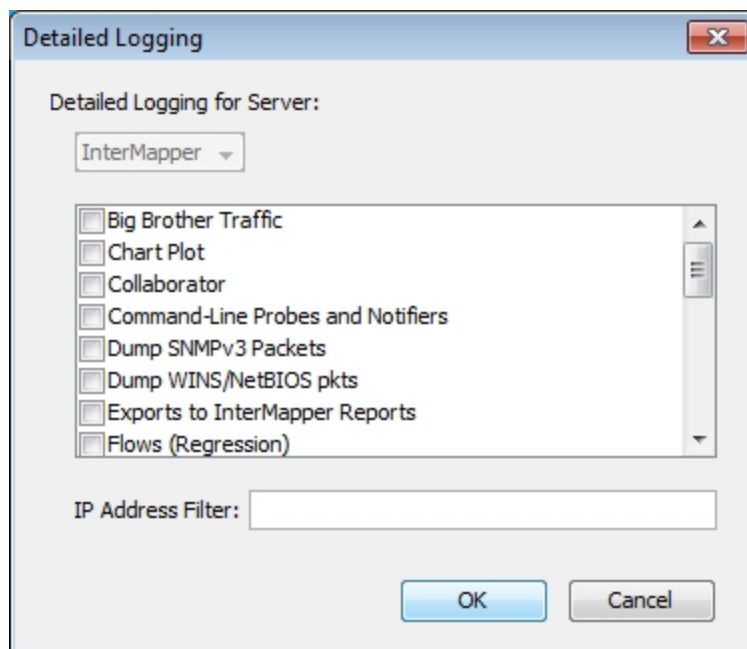 Detailed Logging
Detailed Logging for Server:
InterMapper
Big Brother Traffic
Chart Plot
Collaborator
Command-Line Probes and Notifiers
Dump SNMPv3 Packets
Dump WINS/NetBIOS pkts
Exports to InterMapper Reports
Flows (Regression)
IP Address Filter:
OK Cancel